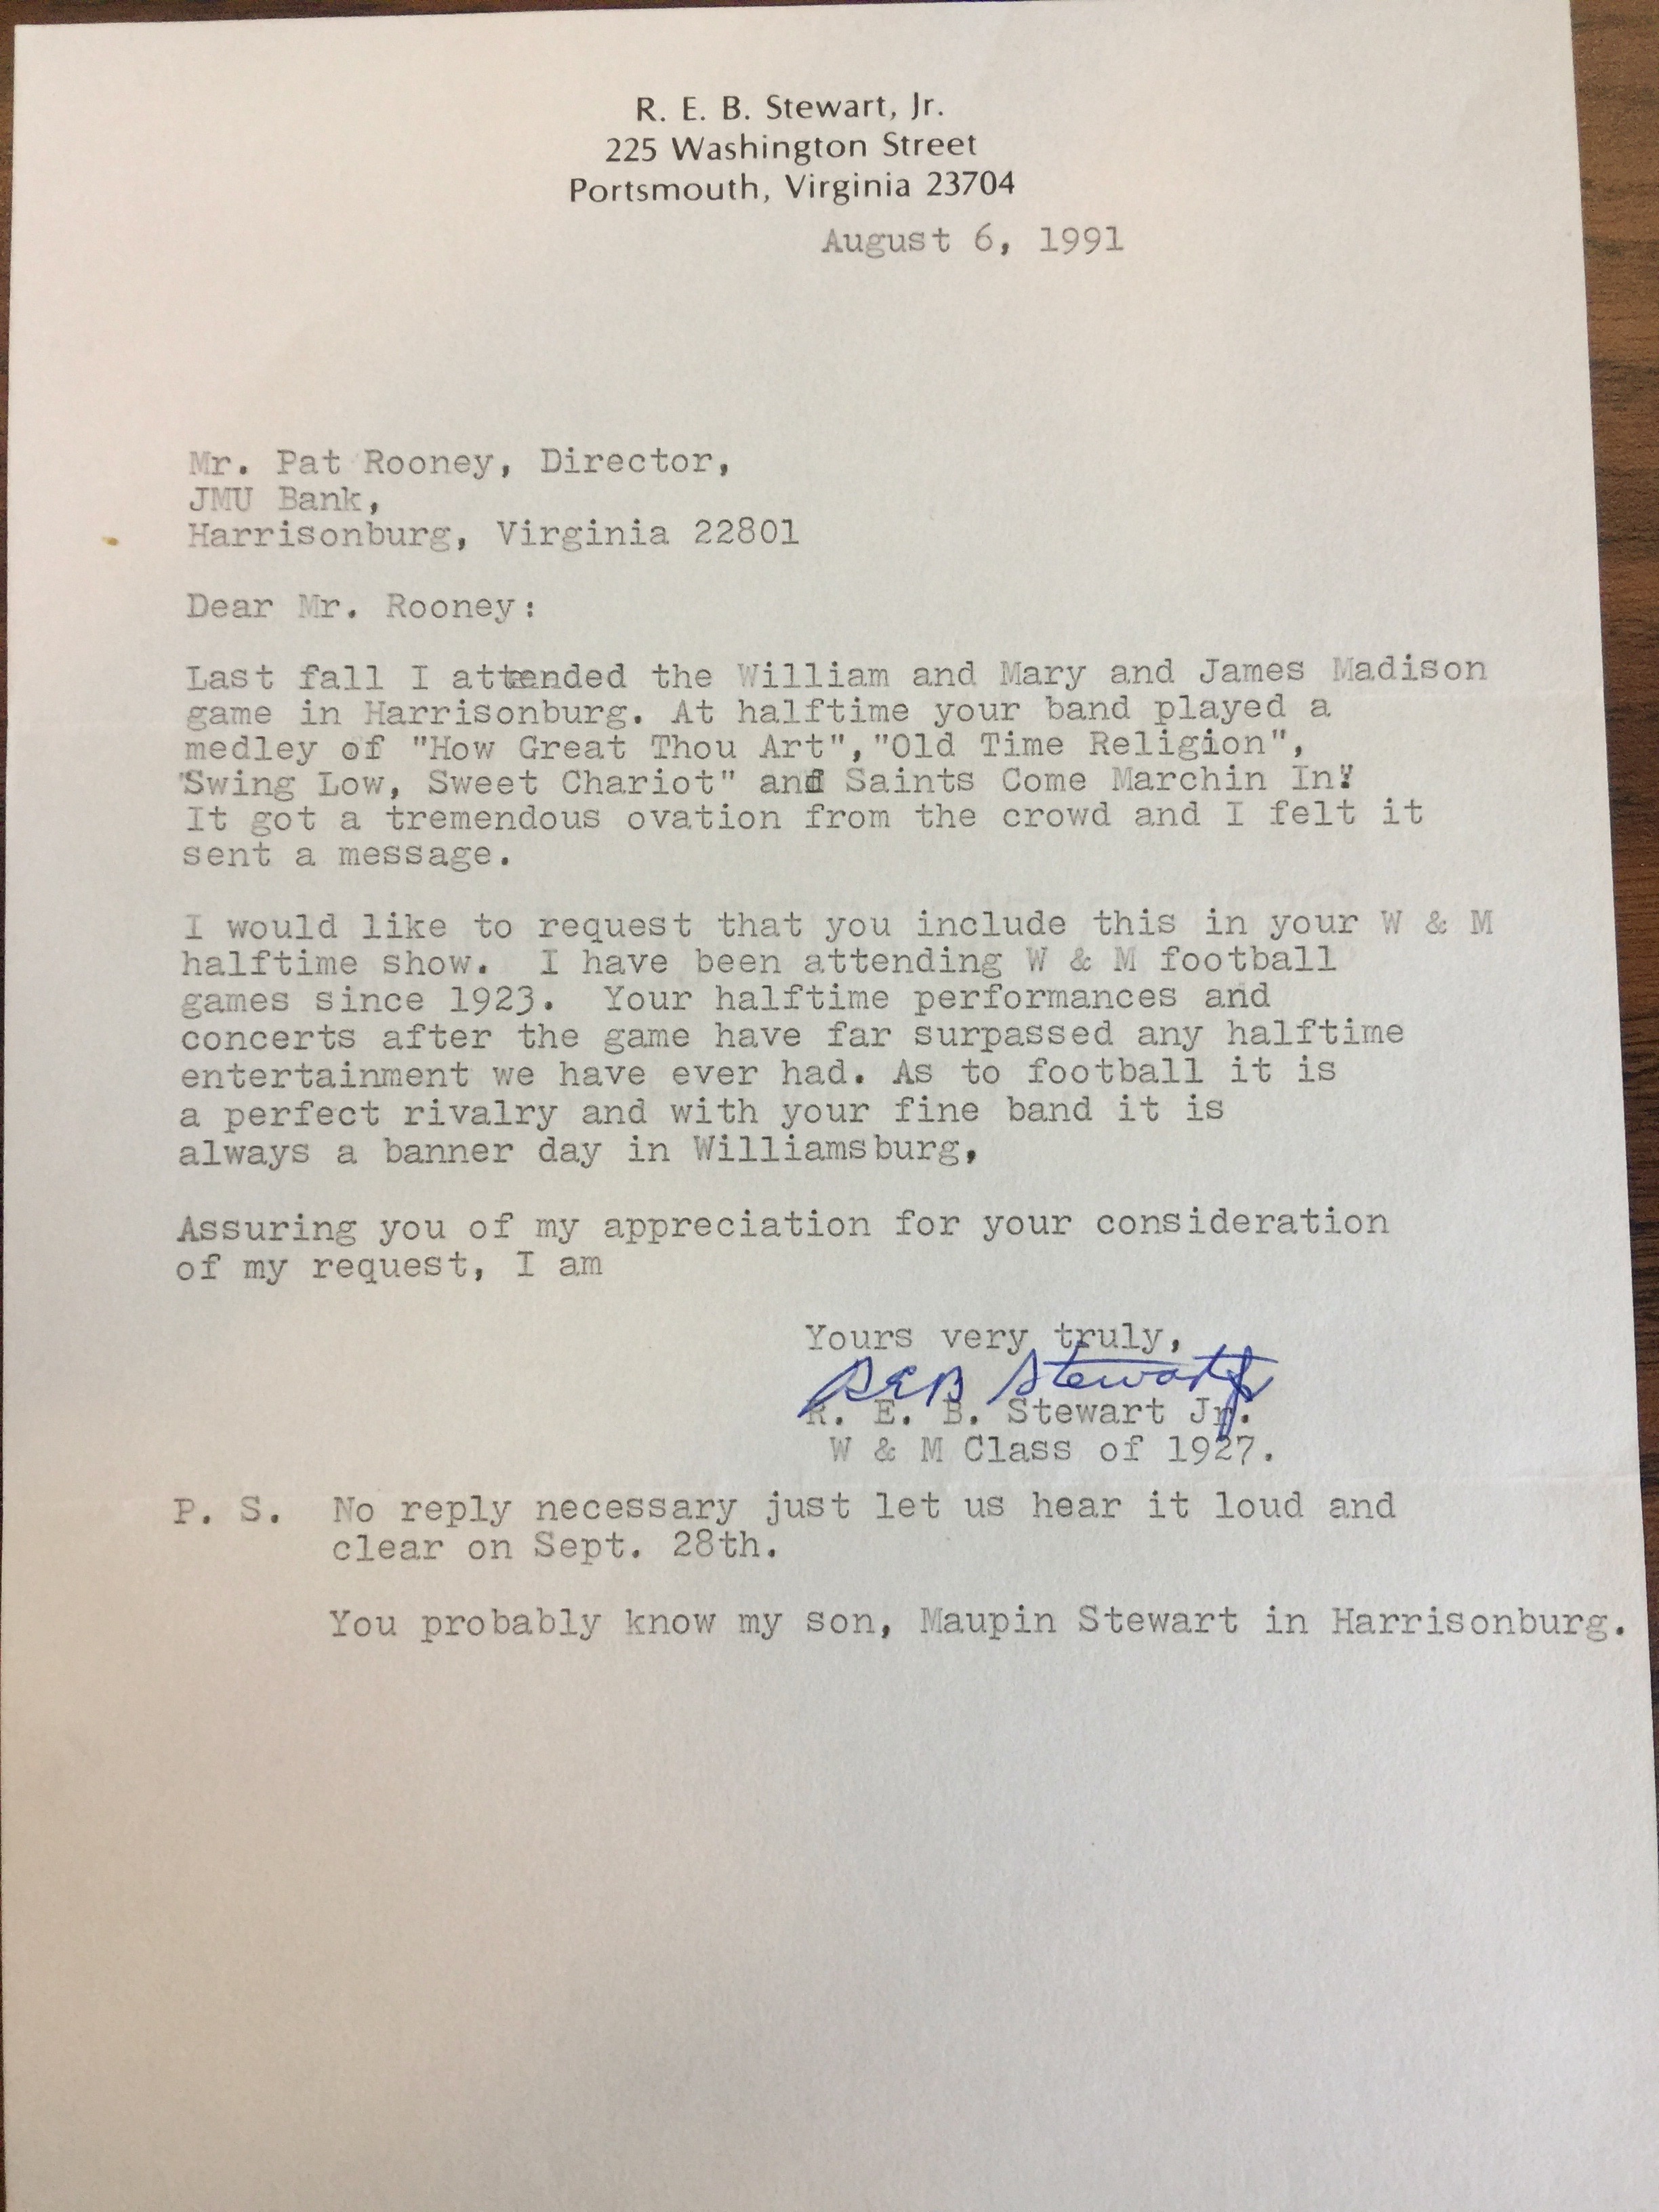 R. E. B. Stewart, Jr.
225 Washington Street
Portsmouth, Virginia 23704
August 6, 1991
Mr. Pat Rooney, Director,
JMU Bank,
Harrisonburg, Virginia 22801
Dear Mr. Rooney:
Last fall I attended the William and Mary and James Madison
game in Harrisonburg. At halftime your band played a
medley of "How Great Thou Art","Old Time Religion",
"Swing Low, Sweet Chariot" and Saints Come Marchin In"
It got a tremendous ovation from the crowd and I felt it
sent a message.
I would like to request that you include this in your W & M
halftime show. I have been attending W & M football
games since 1923. Your halftime performances and
concerts after the game have far surpassed any halftime
entertainment we have ever had. As to football it is
a perfect rivalry and with your fine band it is
always a banner day in Williamsburg,
Assuring you of my appreciation for your consideration
of my request, I am
Yours very truly,
REB Stewart Jr
R. E. B. Stewart Jr.
W & M Class of 1927.
P. S. No reply necessary just let us hear it loud and
clear on Sept. 28th.
You probably know my son, Maupin Stewart in Harrisonburg.